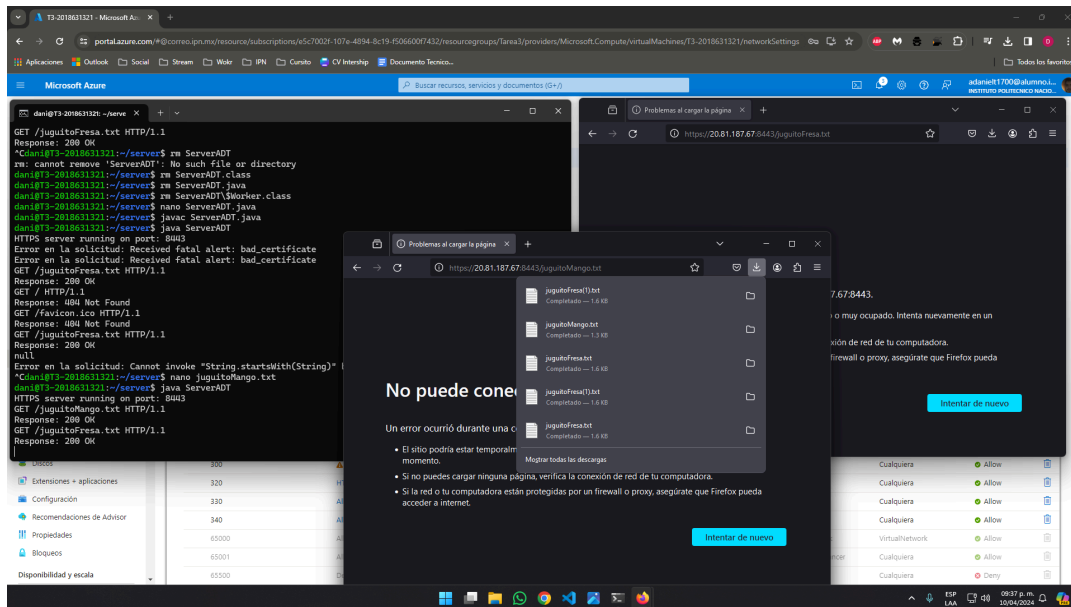 T3-2018631321 - Microsoft Azu
portal.azure.com/#@correo.ipn.mx/resource/subscriptions/e5c7002f-107e-4894-8c19-f506600f7432/resourcegroups/Tarea3/providers/Microsoft.Compute/virtualMachines/T3-2018631321/networkSettings
Aplicaciones Outlook Social Stream Wokr IPN Cursito CV Intership Documento Tecnico...
Todos los favoritos
Microsoft Azure
Buscar recursos, servicios y documentos (G+/)
adanielt1700@alumno.i...
INSTITUTO POLITECNICO NACIO...
dani@T3-2018631321: ~/serve
GET /juguitoFresa.txt HTTP/1.1
Response: 200 OK
^Cdani@T3-2018631321:~/server$ rm ServerADT
rm: cannot remove 'ServerADT': No such file or directory
dani@T3-2018631321:~/server$ rm ServerADT.class
dani@T3-2018631321:~/server$ rm ServerADT.java
dani@T3-2018631321:~/server$ rm ServerADT\$Worker.class
dani@T3-2018631321:~/server$ nano ServerADT.java
dani@T3-2018631321:~/server$ javac ServerADT.java
dani@T3-2018631321:~/server$ java ServerADT
HTTPS server running on port: 8443
Error en la solicitud: Received fatal alert: bad_certificate
Error en la solicitud: Received fatal alert: bad_certificate
GET /juguitoFresa.txt HTTP/1.1
Response: 200 OK
GET / HTTP/1.1
Response: 404 Not Found
GET /favicon.ico HTTP/1.1
Response: 404 Not Found
GET /juguitoFresa.txt HTTP/1.1
Response: 200 OK
null
Error en la solicitud: Cannot invoke "String.startsWith(String)"
^Cdani@T3-2018631321:~/server$ nano juguitoMango.txt
dani@T3-2018631321:~/server$ java ServerADT
HTTPS server running on port: 8443
GET /juguitoMango.txt HTTP/1.1
Response: 200 OK
GET /juguitoFresa.txt HTTP/1.1
Response: 200 OK
Problemas al cargar la página
https://20.81.187.67:8443/juguitoFresa.txt
7.67:8443.
o muy ocupado. Intenta nuevamente en un
xión de red de tu computadora.
firewall o proxy, asegúrate que Firefox pueda
Intentar de nuevo
Problemas al cargar la página
https://20.81.187.67:8443/juguitoMango.txt
juguitoFresa(1).txt
Completado — 1.6 KB
juguitoMango.txt
Completado — 1.3 KB
juguitoFresa.txt
Completado — 1.6 KB
juguitoFresa(1).txt
Completado — 1.6 KB
juguitoFresa.txt
Completado — 1.6 KB
Mostrar todas las descargas
No puede conec
Un error ocurrió durante una c
El sitio podría estar temporalm
momento.
Si no puedes cargar ninguna página, verifica la conexión de red de tu computadora.
Si la red o tu computadora están protegidas por un firewall o proxy, asegúrate que Firefox pueda
acceder a internet.
Intentar de nuevo
Discos
Extensiones + aplicaciones
Configuración
Recomendaciones de Advisor
Propiedades
Bloqueos
Disponibilidad y escala
300 Cualquiera Allow
320 HT Cualquiera Allow
330 Al Cualquiera Allow
340 Al Cualquiera Allow
65000 Al VirtualNetwork Allow
65001 Al ncer Cualquiera Allow
65500 De Cualquiera Deny
ESP
LAA
09:37 p. m.
10/04/2024